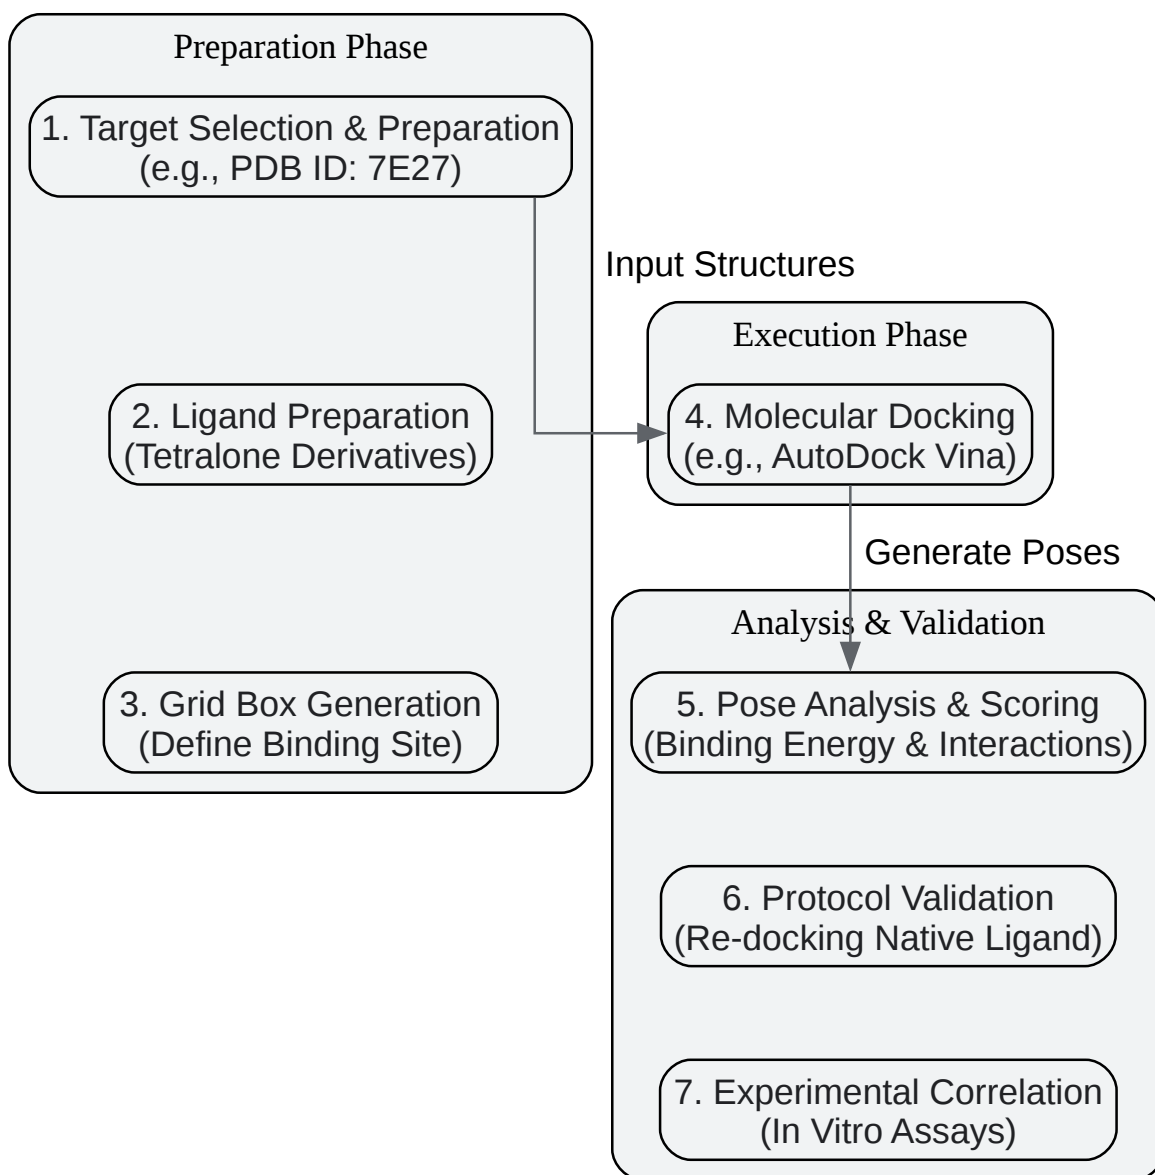 Preparation Phase
1. Target Selection & Preparation
(e.g., PDB ID: 7E27)
Input Structures
Execution Phase
2. Ligand Preparation
(Tetralone Derivatives)
4. Molecular Docking
(e.g., AutoDock Vina)
Generate Poses
Analysis & Validation
3. Grid Box Generation
(Define Binding Site)
5. Pose Analysis & Scoring
(Binding Energy & Interactions)
6. Protocol Validation
(Re-docking Native Ligand)
7. Experimental Correlation
(In Vitro Assays)